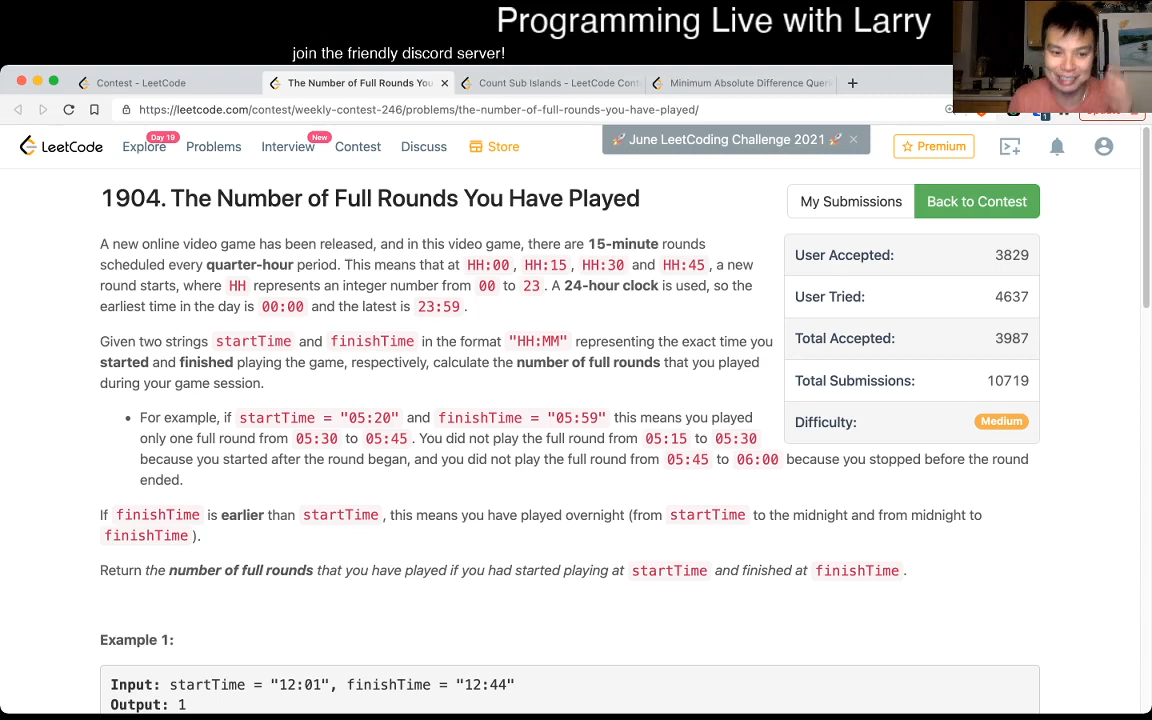 Programming Live with Larry
join the friendly discord server!
Contest - LeetCode
The Number of Full Rounds You
Count Sub Islands - LeetCode Cont
Minimum Absolute Difference Quer
https://leetcode.com/contest/weekly-contest-246/problems/the-number-of-full-rounds-you-have-played/
LeetCode
Explore
Day 19
Problems
Interview
New
Contest
Discuss
Store
🚀 June LeetCoding Challenge 2021 🚀
Premium
1904. The Number of Full Rounds You Have Played
My Submissions
Back to Contest
A new online video game has been released, and in this video game, there are 15-minute rounds
scheduled every quarter-hour period. This means that at HH:00, HH:15, HH:30 and HH:45, a new
round starts, where HH represents an integer number from 00 to 23. A 24-hour clock is used, so the
earliest time in the day is 00:00 and the latest is 23:59.
User Accepted: 3829
User Tried: 4637
Total Accepted: 3987
Total Submissions: 10719
Difficulty: Medium
Given two strings startTime and finishTime in the format "HH:MM" representing the exact time you
started and finished playing the game, respectively, calculate the number of full rounds that you played
during your game session.
• For example, if startTime = "05:20" and finishTime = "05:59" this means you played
only one full round from 05:30 to 05:45. You did not play the full round from 05:15 to 05:30
because you started after the round began, and you did not play the full round from 05:45 to 06:00 because you stopped before the round
ended.
If finishTime is earlier than startTime, this means you have played overnight (from startTime to the midnight and from midnight to
finishTime).
Return the number of full rounds that you have played if you had started playing at startTime and finished at finishTime.
Example 1:
Input: startTime = "12:01", finishTime = "12:44"
Output: 1